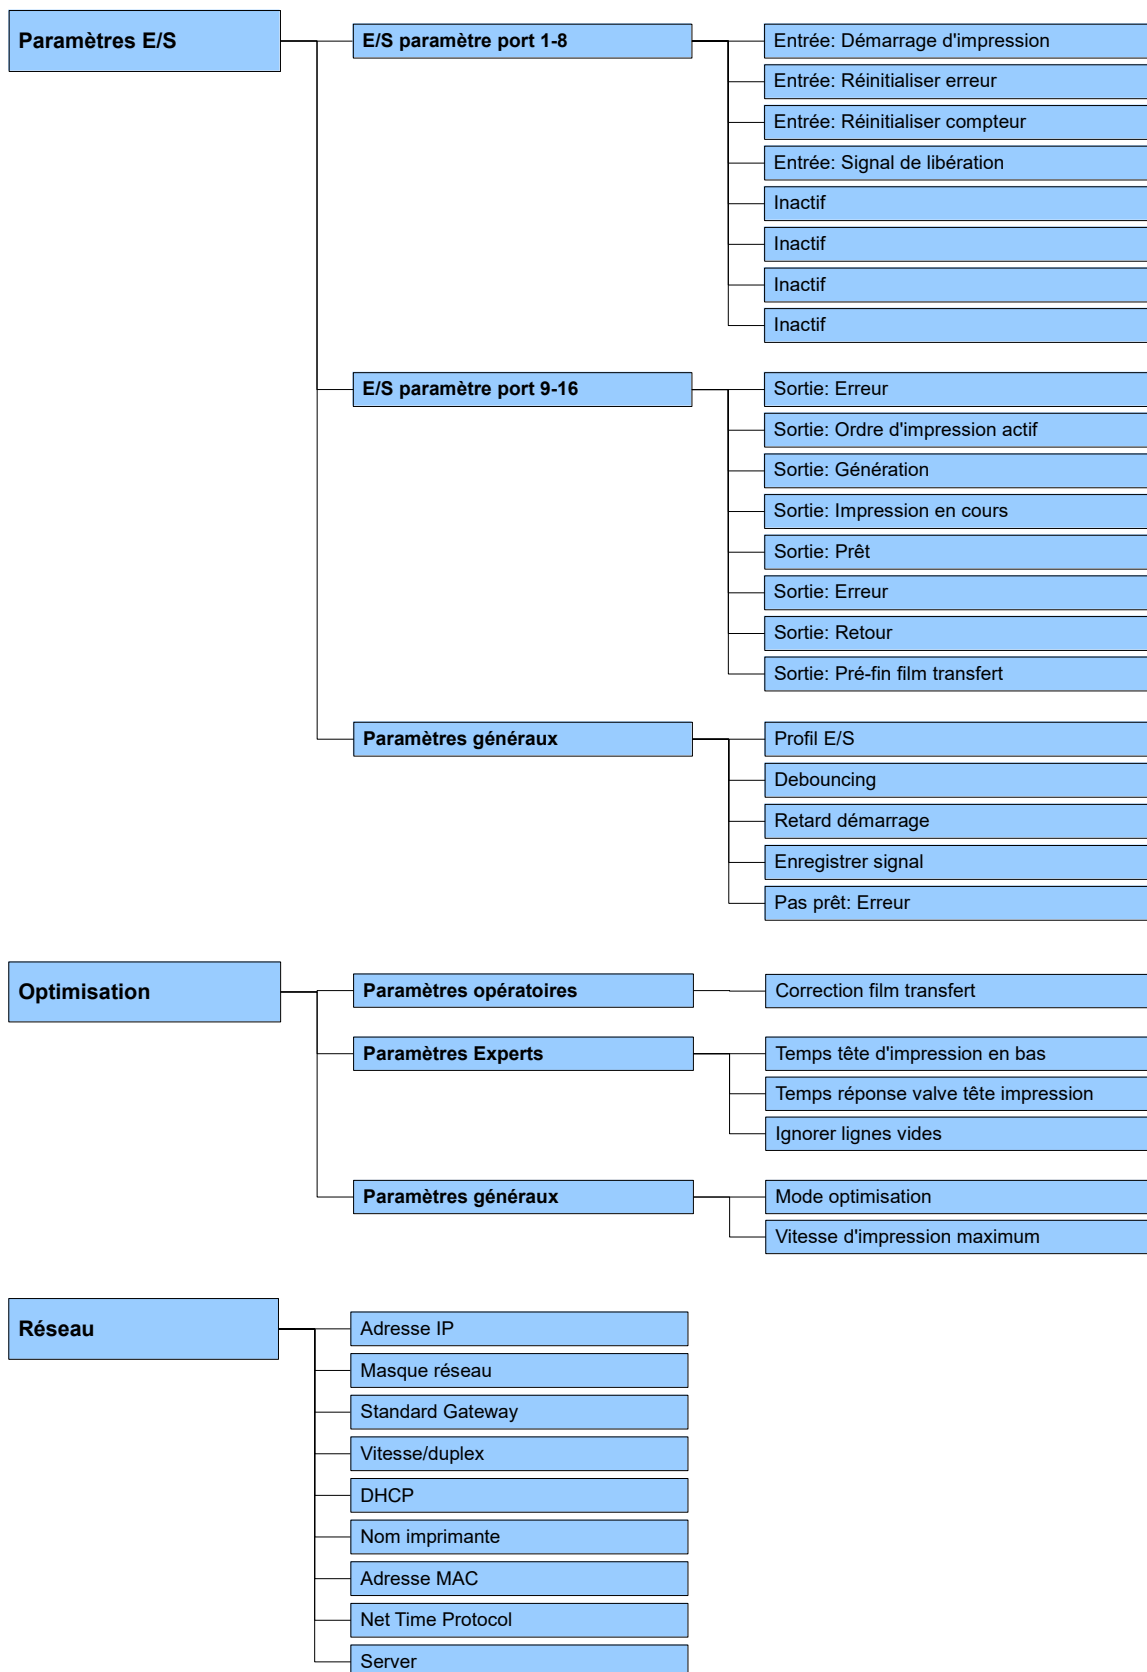 Paramètres E/S
E/S paramètre port 1-8
Entrée: Démarrage d'impression
Entrée: Réinitialiser erreur
Entrée: Réinitialiser compteur
Entrée: Signal de libération
Inactif
Inactif
Inactif
Inactif
E/S paramètre port 9-16
Sortie: Erreur
Sortie: Ordre d'impression actif
Sortie: Génération
Sortie: Impression en cours
Sortie: Prêt
Sortie: Erreur
Sortie: Retour
Sortie: Pré-fin film transfert
Paramètres généraux
Profil E/S
Debouncing
Retard démarrage
Enregistrer signal
Pas prêt: Erreur
Optimisation
Paramètres opératoires
Correction film transfert
Paramètres Experts
Temps tête d'impression en bas
Temps réponse valve tête impression
Ignorer lignes vides
Paramètres généraux
Mode optimisation
Vitesse d'impression maximum
Réseau
Adresse IP
Masque réseau
Standard Gateway
Vitesse/duplex
DHCP
Nom imprimante
Adresse MAC
Net Time Protocol
Server